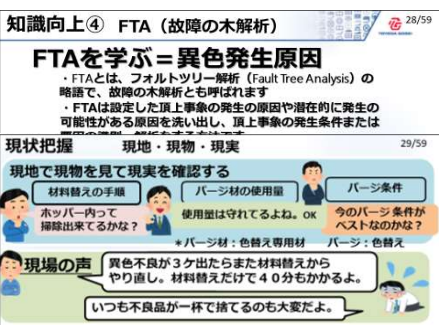 知識向上④ FTA（故障の木解析）
28/59
FTAを学ぶ＝異色発生原因
・FTAとは、フォルトツリー解析（Fault Tree Analysis）の
略語で、故障の木解析とも呼ばれます
・FTAは設定した頂上事象の発生の原因や潜在的に発生の
可能性がある原因を洗い出し、頂上事象の発生条件または
現状把握 現地・現物・現実
29/59
現地で現物を見て現実を確認する
材料替えの手順
パージ材の使用量
パージ条件
ホッパー内って
掃除出来てるかな？
使用量は守れてるよね。OK
今のパージ条件が
ベストなのかな？
＊パージ材：色替え専用材 パージ：色替え
現場の声
異色不良が３ケ出たらまた材料替えから
やり直し。材料替えだけで４０分もかかるよ。
いつも不良品が一杯で捨てるのも大変だよ。